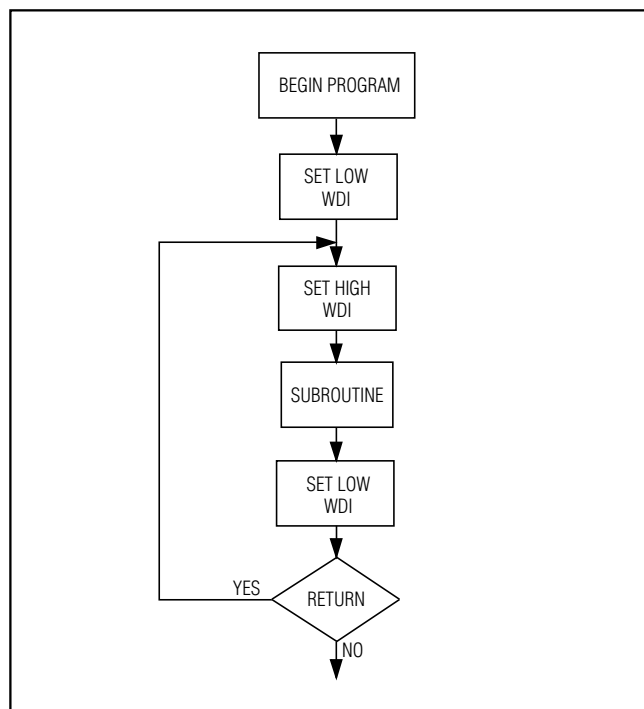 BEGIN PROGRAM
SET LOW
WDI
SET HIGH
WDI
SUBROUTINE
SET LOW
WDI
YES
RETURN
NO